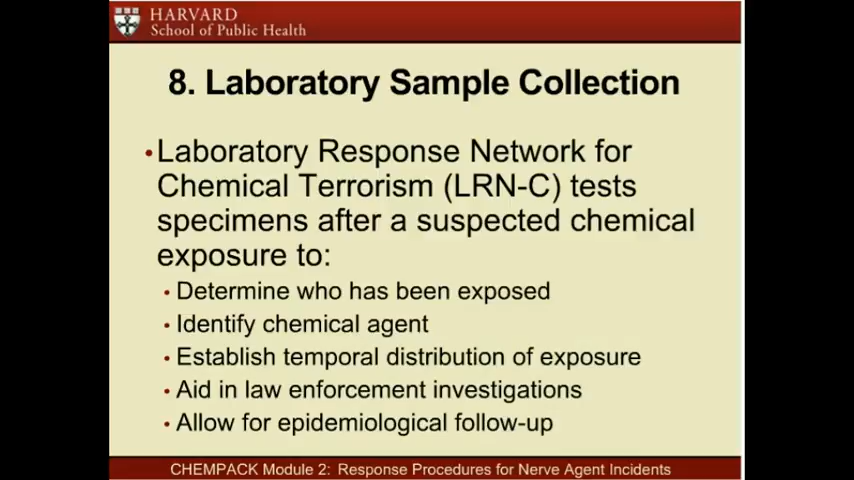 HARVARD
School of Public Health
8. Laboratory Sample Collection
•Laboratory Response Network for
Chemical Terrorism (LRN-C) tests
specimens after a suspected chemical
exposure to:
• Determine who has been exposed
• Identify chemical agent
• Establish temporal distribution of exposure
• Aid in law enforcement investigations
• Allow for epidemiological follow-up
CHEMPACK Module 2: Response Procedures for Nerve Agent Incidents